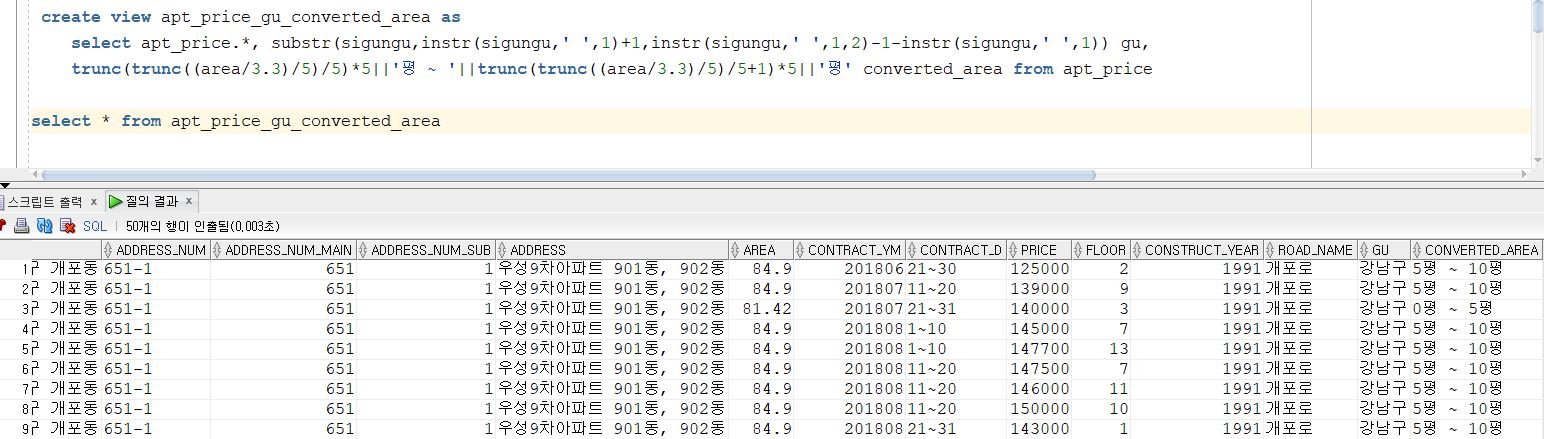 create view apt_price_gu_converted_area as
select apt_price.*, substr(sigungu,instr(sigungu,' ',1)+1,instr(sigungu,' ',1,2)-1-instr(sigungu,' ',1)) gu,
trunc(trunc((area/3.3)/5)/5)*5||'평 ~ '||trunc(trunc((area/3.3)/5)/5+1)*5||'평' converted_area from apt_price
select * from apt_price_gu_converted_area
스크립트 출력 x 질의 결과 x
SQL | 50개의 행이 인출됨(0,003초)
ADDRESS_NUM ADDRESS_NUM_MAIN ADDRESS_NUM_SUB ADDRESS AREA CONTRACT_YM CONTRACT_D PRICE FLOOR CONSTRUCT_YEAR ROAD_NAME GU CONVERTED_AREA
1 개포동 651-1 651 1 우성9차아파트 901동, 902동 84.9 201806 21~30 125000 2 1991 개포로 강남구 5평 ~ 10평
2 개포동 651-1 651 1 우성9차아파트 901동, 902동 84.9 201807 11~20 139000 9 1991 개포로 강남구 5평 ~ 10평
3 개포동 651-1 651 1 우성9차아파트 901동, 902동 81.42 201807 21~31 140000 3 1991 개포로 강남구 0평 ~ 5평
4 개포동 651-1 651 1 우성9차아파트 901동, 902동 84.9 201808 1~10 145000 7 1991 개포로 강남구 5평 ~ 10평
5 개포동 651-1 651 1 우성9차아파트 901동, 902동 84.9 201808 1~10 147700 13 1991 개포로 강남구 5평 ~ 10평
6 개포동 651-1 651 1 우성9차아파트 901동, 902동 84.9 201808 11~20 147500 7 1991 개포로 강남구 5평 ~ 10평
7 개포동 651-1 651 1 우성9차아파트 901동, 902동 84.9 201808 11~20 146000 11 1991 개포로 강남구 5평 ~ 10평
8 개포동 651-1 651 1 우성9차아파트 901동, 902동 84.9 201808 11~20 150000 10 1991 개포로 강남구 5평 ~ 10평
9 개포동 651-1 651 1 우성9차아파트 901동, 902동 84.9 201808 21~31 143000 1 1991 개포로 강남구 5평 ~ 10평